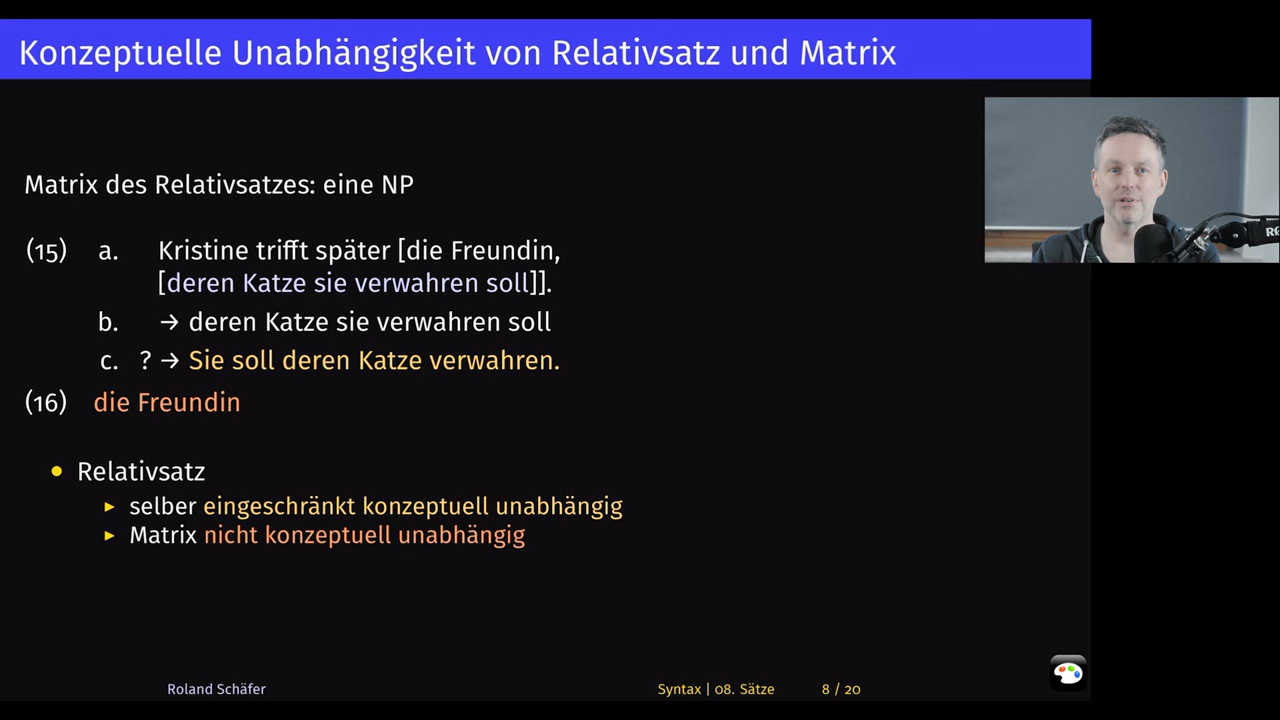 Konzeptuelle Unabhängigkeit von Relativsatz und Matrix
Matrix des Relativsatzes: eine NP
(15) a. Kristine trifft später [die Freundin,
[deren Katze sie verwahren soll]].
b. → deren Katze sie verwahren soll
c. ? → Sie soll deren Katze verwahren.
(16) die Freundin
• Relativsatz
▸ selber eingeschränkt konzeptuell unabhängig
▸ Matrix nicht konzeptuell unabhängig
Roland Schäfer Syntax | 08. Sätze 8 / 20